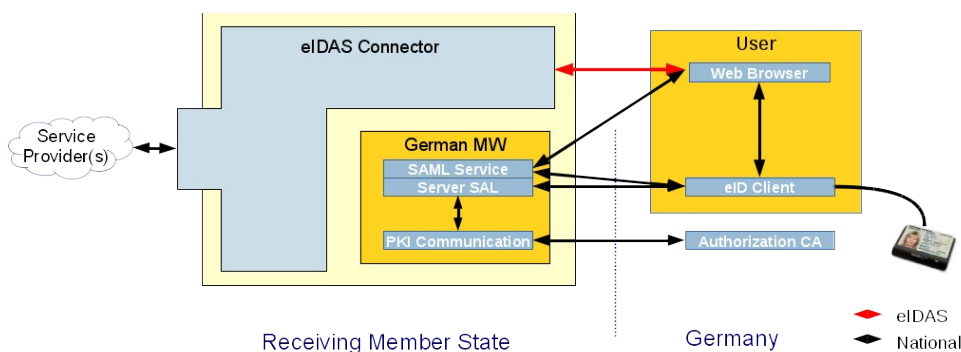 eIDAS Connector
User
Web Browser
Service
Provider(s)
German MW
SAML Service
Server SAL
eID Client
PKI Communication
Authorization CA
eIDAS
National
Receiving Member State
Germany